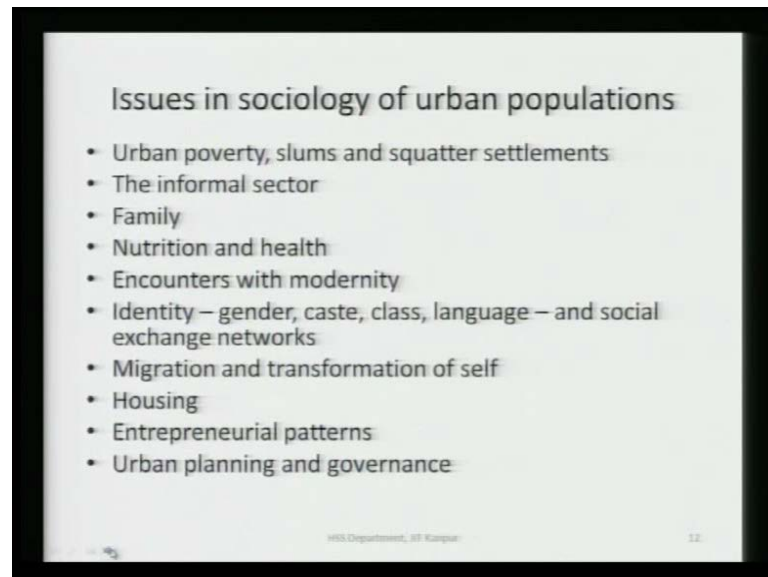 Issues in sociology of urban populations
• Urban poverty, slums and squatter settlements
• The informal sector
• Family
• Nutrition and health
• Encounters with modernity
• Identity – gender, caste, class, language – and social
exchange networks
• Migration and transformation of self
• Housing
• Entrepreneurial patterns
• Urban planning and governance
HSS Department, IIT Kanpur
12